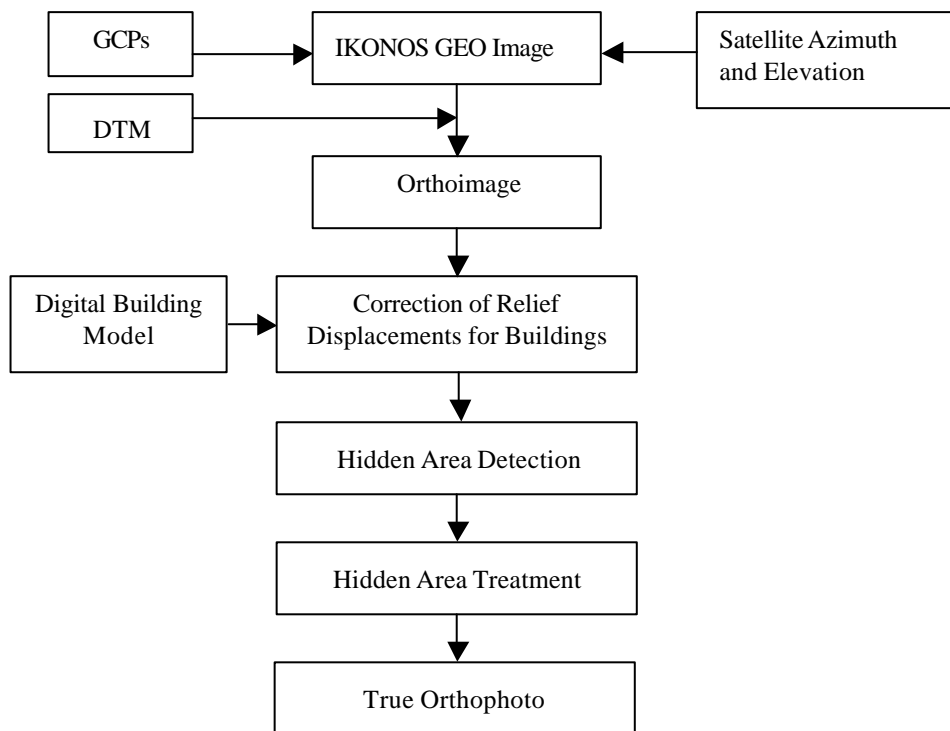 GCPs
IKONOS GEO Image
Satellite Azimuth
and Elevation
DTM
Orthoimage
Digital Building
Model
Correction of Relief
Displacements for Buildings
Hidden Area Detection
Hidden Area Treatment
True Orthophoto